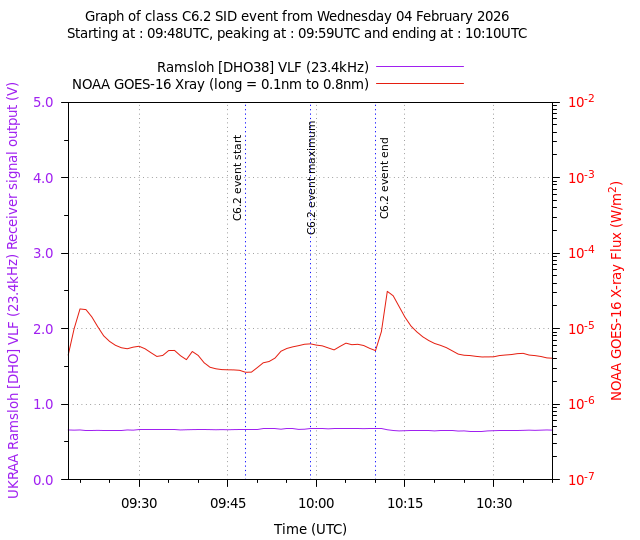 Graph of class C6.2 SID event from Wednesday 04 February 2026
Starting at : 09:48UTC, peaking at : 09:59UTC and ending at : 10:10UTC
Ramsloh [DHO38] VLF (23.4kHz)
NOAA GOES-16 Xray (long = 0.1nm to 0.8nm)
UKRAA Ramsloh [DHO] VLF (23.4kHz) Receiver signal output (V)
5.0
4.0
3.0
2.0
1.0
0.0
C6.2 event start
C6.2 event maximum
C6.2 event end
10-2
10-3
10-4
10-5
10-6
10-7
NOAA GOES-16 X-ray Flux (W/m2)
09:30
09:45
10:00
10:15
10:30
Time (UTC)